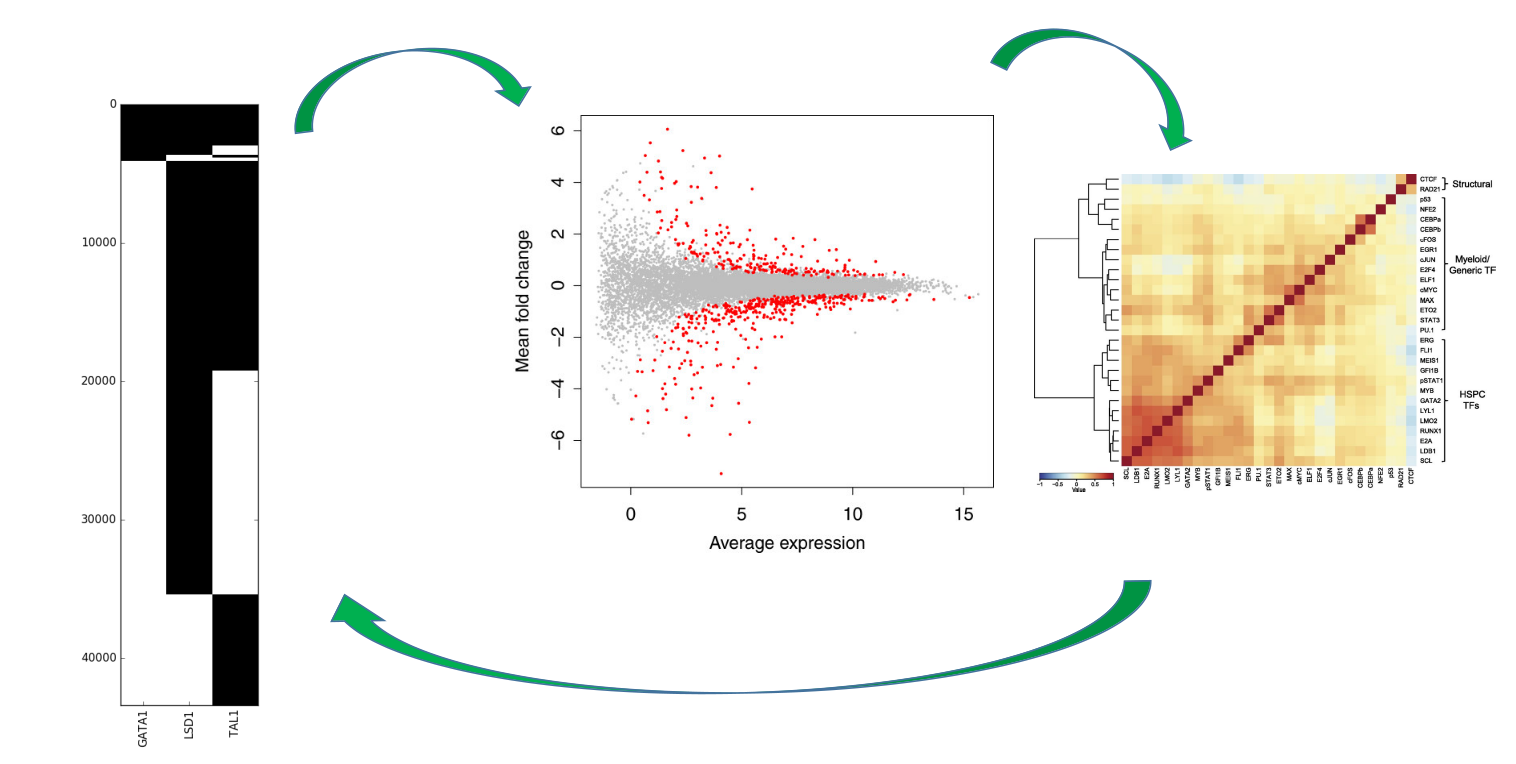 0
10000
20000
30000
40000
GATA1
LSD1
TAL1
6
4
2
0
−2
−4
−6
Mean fold change
0
5
10
15
Average expression
CTCF
RAD21
p53
NFE2
CEBPa
CEBPb
cFOS
EGR1
cJUN
E2F4
ELF1
cMYC
MAX
ETO2
STAT3
PU.1
ERG
FLI1
MEIS1
GFI1B
pSTAT1
MYB
GATA2
LYL1
LMO2
RUNX1
E2A
LDB1
SCL
Structural
Myeloid/
Generic TF
HSPC
TFs
SCL
LDB1
E2A
RUNX1
LMO2
LYL1
GATA2
MYB
pSTAT1
GFI1B
MEIS1
FLI1
ERG
PU.1
STAT3
ETO2
MAX
cMYC
ELF1
E2F4
cJUN
EGR1
cFOS
CEBPb
CEBPa
NFE2
p53
RAD21
CTCF
−1
−0.5
0
0.5
1
Value